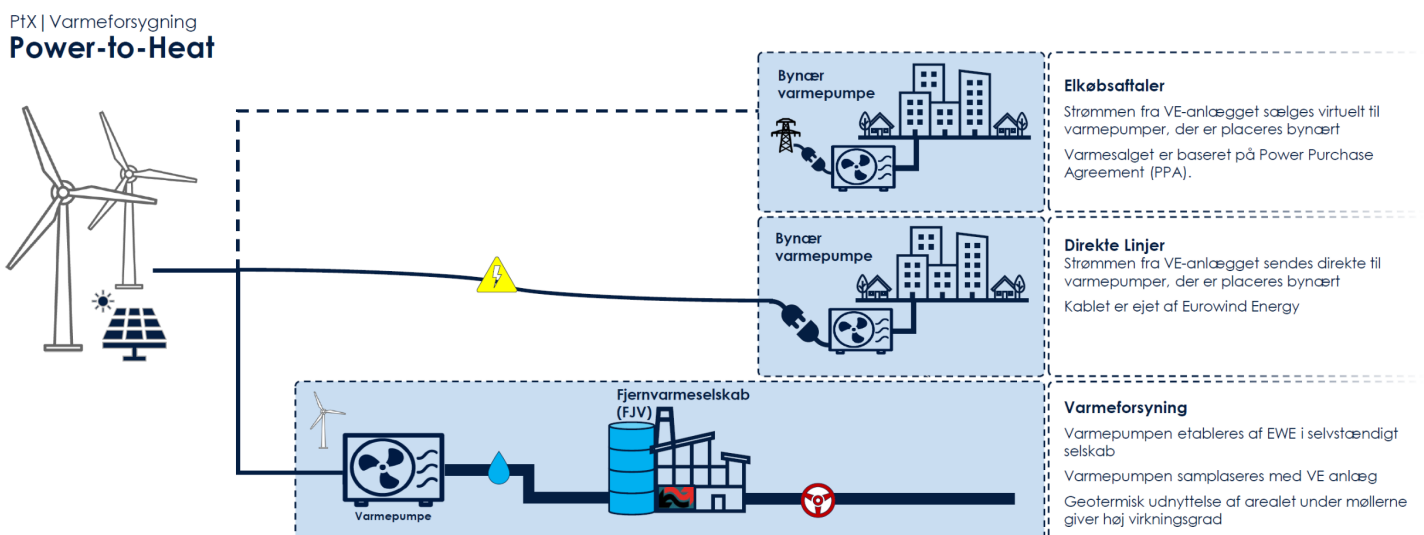 PtX | Varmeforsygning
Power-to-Heat
Bynær
varmepumpe
Elkøbsaftaler
Strømmen fra VE-anlægget sælges virtuelt til
varmepumper, der er placeres bynært
Varmesalget er baseret på Power Purchase
Agreement (PPA).
Bynær
varmepumpe
Direkte Linjer
Strømmen fra VE-anlægget sendes direkte til
varmepumper, der er placeres bynært
Kablet er ejet af Eurowind Energy
Fjernvarmeselskab
(FJV)
Varmepumpe
Varmeforsyning
Varmepumpen etableres af EWE i selvstændigt
selskab
Varmepumpen samplaseres med VE anlæg
Geotermisk udnyttelse af arealet under møllerne
giver høj virkningsgrad